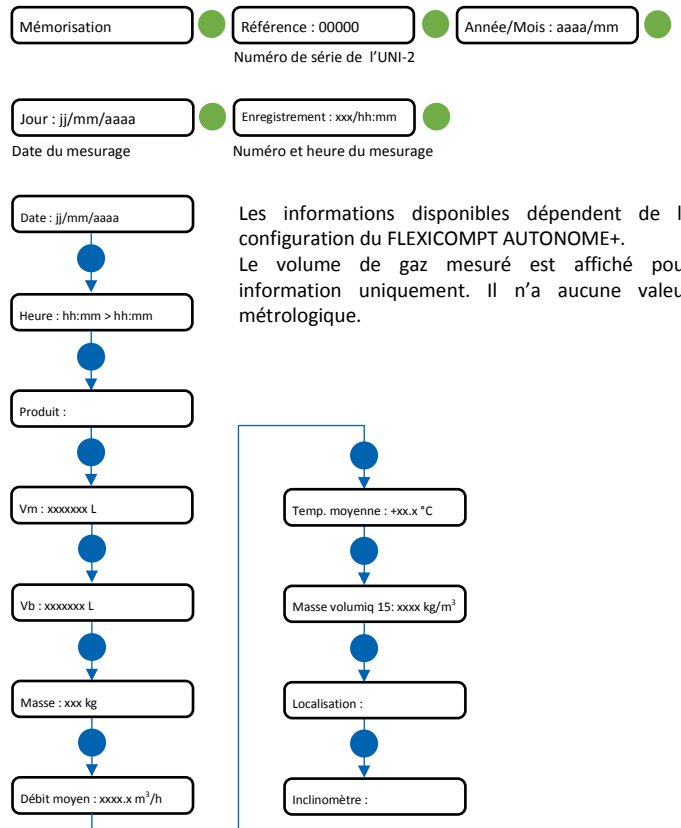 Mémorisation
Référence : 00000
Année/Mois : aaaa/mm
Numéro de série de l’UNI-2
Jour : jj/mm/aaaa
Enregistrement : xxx/hh:mm
Date du mesurage
Numéro et heure du mesurage
Date : jj/mm/aaaa
Heure : hh:mm > hh:mm
Produit :
Vm : xxxxxxx L
Vb : xxxxxxx L
Masse : xxx kg
Débit moyen : xxxx.x m³/h
Les informations disponibles dépendent de l
configuration du FLEXICOMPT AUTONOME+.
Le volume de gaz mesuré est affiché pou
information uniquement. Il n’a aucune valeu
métrologique.
Temp. moyenne : +xx.x °C
Masse volumiq 15: xxxx kg/m³
Localisation :
Inclinomètre :